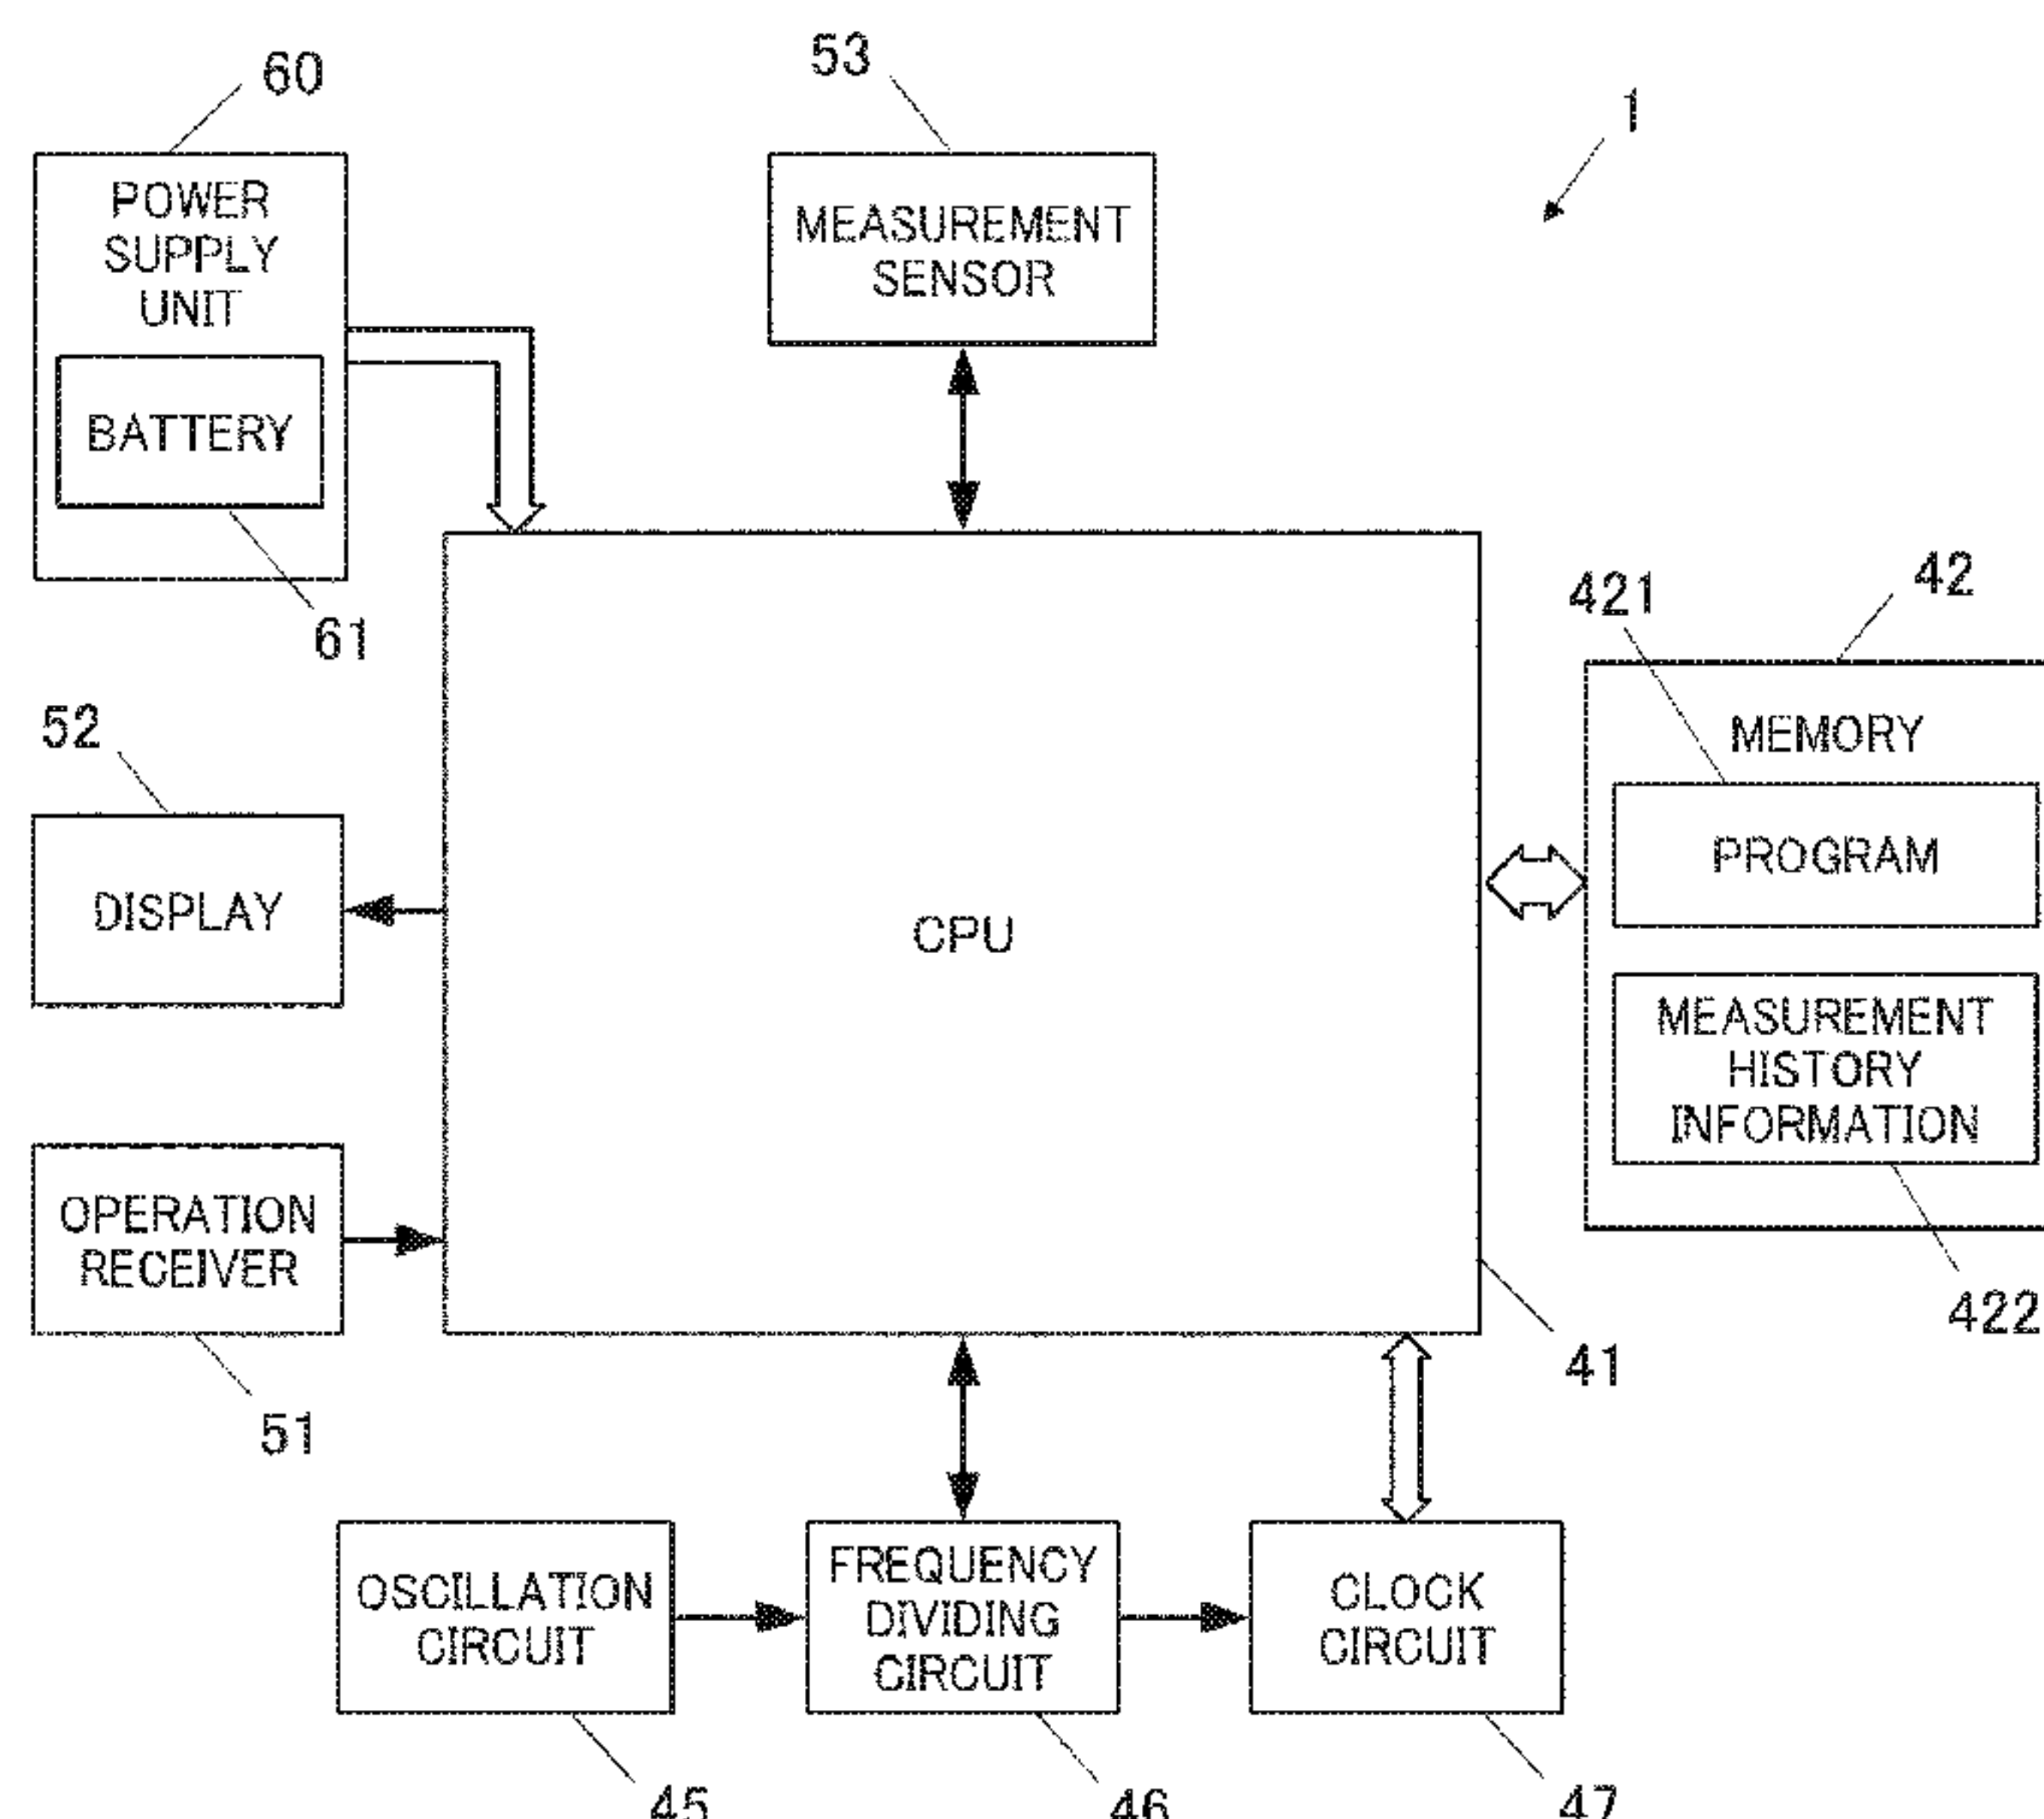 60
53
1
POWER
SUPPLY
UNIT
BATTERY
61
MEASUREMENT
SENSOR
421
42
MEMORY
PROGRAM
MEASUREMENT
HISTORY
INFORMATION
422
52
DISPLAY
CPU
OPERATION
RECEIVER
51
41
OSCILLATION
CIRCUIT
FREQUENCY
DIVIDING
CIRCUIT
CLOCK
CIRCUIT
45
46
47